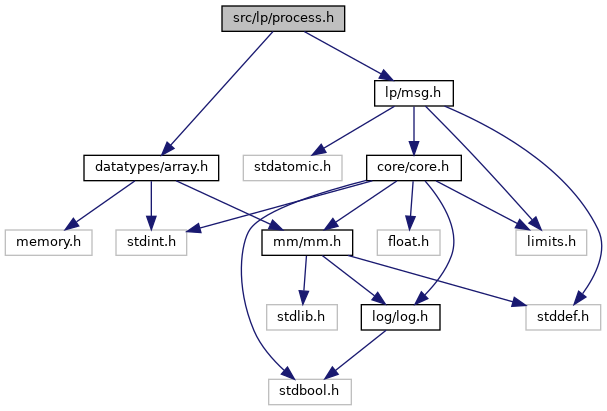 src/lp/process.h
lp/msg.h
datatypes/array.h
stdatomic.h
core/core.h
memory.h
stdint.h
mm/mm.h
float.h
limits.h
stdlib.h
log/log.h
stddef.h
stdbool.h